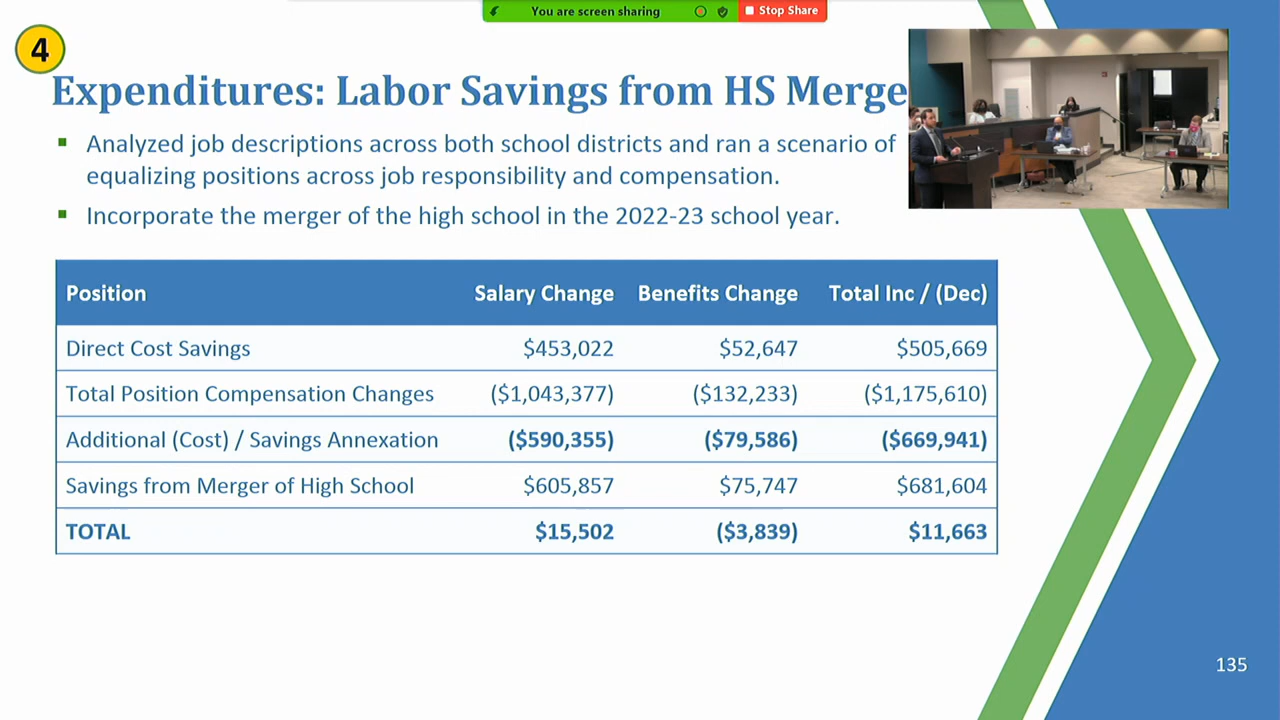 You are screen sharing
Stop Share
4
Expenditures: Labor Savings from HS Merge
Analyzed job descriptions across both school districts and ran a scenario of
equalizing positions across job responsibility and compensation.
Incorporate the merger of the high school in the 2022-23 school year.
Position Salary Change Benefits Change Total Inc / (Dec)
Direct Cost Savings $453,022 $52,647 $505,669
Total Position Compensation Changes ($1,043,377) ($132,233) ($1,175,610)
Additional (Cost) / Savings Annexation ($590,355) ($79,586) ($669,941)
Savings from Merger of High School $605,857 $75,747 $681,604
TOTAL $15,502 ($3,839) $11,663
135